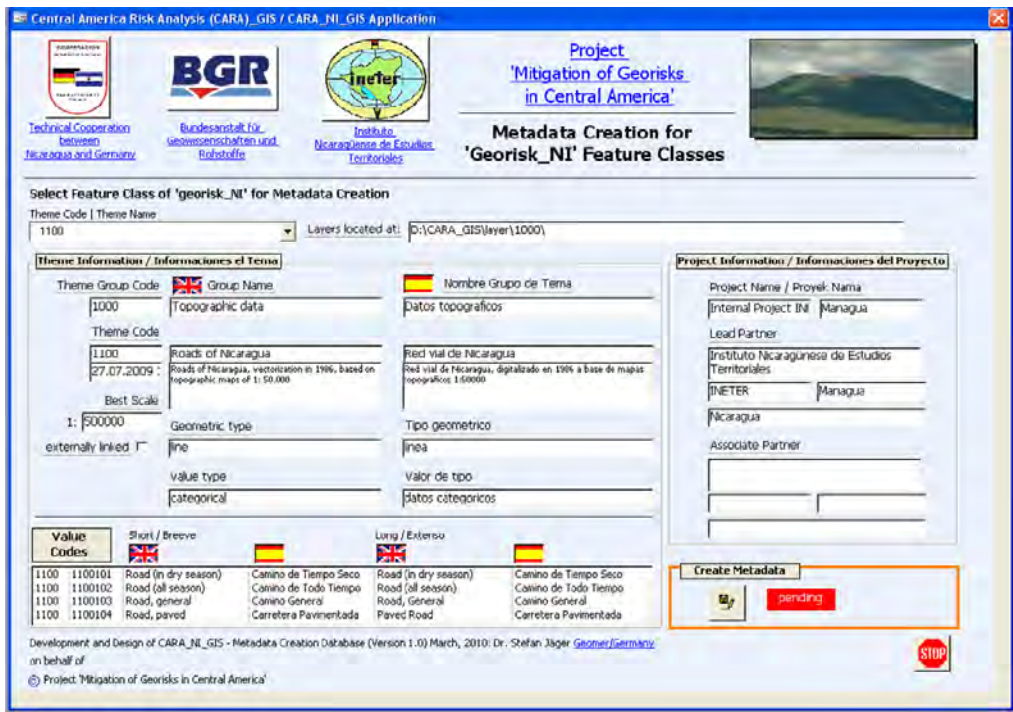 Central America Risk Analysis (CARA)_GIS / CARA_NI_GIS Application
BGR
ineter
Technical Cooperation
between
Nicaragua and Germany
Bundesanstalt für
Geowissenschaften und
Rohstoffe
Instituto
Nicaragüense de Estudios
Territoriales
Project
'Mitigation of Georisks
in Central America'
Metadata Creation for
'Georisk_NI' Feature Classes
Select Feature Class of 'georisk_NI' for Metadata Creation
Theme Code | Theme Name
1100
Layers located at: D:\CARA_GIS\layer\1000\
Theme Information / Informaciones el Tema
Theme Group Code
Group Name
Nombre Grupo de Tema
1000
Topographic data
Datos topograficos
Theme Code
1100
Roads of Nicaragua
Red vial de Nicaragua
27.07.2009 :
Roads of Nicaragua, vectorization in 1986, based on
topographic maps of 1: 50.000
Red vial de Nicaragua, digitalizado en 1986 a base de mapas
topograficos 1:50000
Best Scale
1: 500000
externally linked
Geometric type
Tipo geometrico
line
linea
value type
Valor de tipo
categorical
datos categoricos
Project Information / Informaciones del Proyecto
Project Name / Proyek Nama
Internal Project INI
Managua
Lead Partner
Instituto Nicaragünese de Estudios
Territoriales
INETER
Managua
Nicaragua
Associate Partner
Value
Codes
Short / Breeve
Long / Extenso
1100 1100101 Road (in dry season) Camino de Tiempo Seco Road (in dry season) Camino de Tiempo Seco
1100 1100102 Road (all season) Camino de Todo Tiempo Road (all season) Camino de Todo Tiempo
1100 1100103 Road, general Camino General Road, General Camino General
1100 1100104 Road, paved Carretera Pavimentada Paved Road Carretera Pavimentada
Create Metadata
pending
Development and Design of CARA_NI_GIS - Metadata Creation Database (Version 1.0) March, 2010: Dr. Stefan Jäger Geomer/Germany
on behalf of
© Project 'Mitigation of Georisks in Central America'
STOP